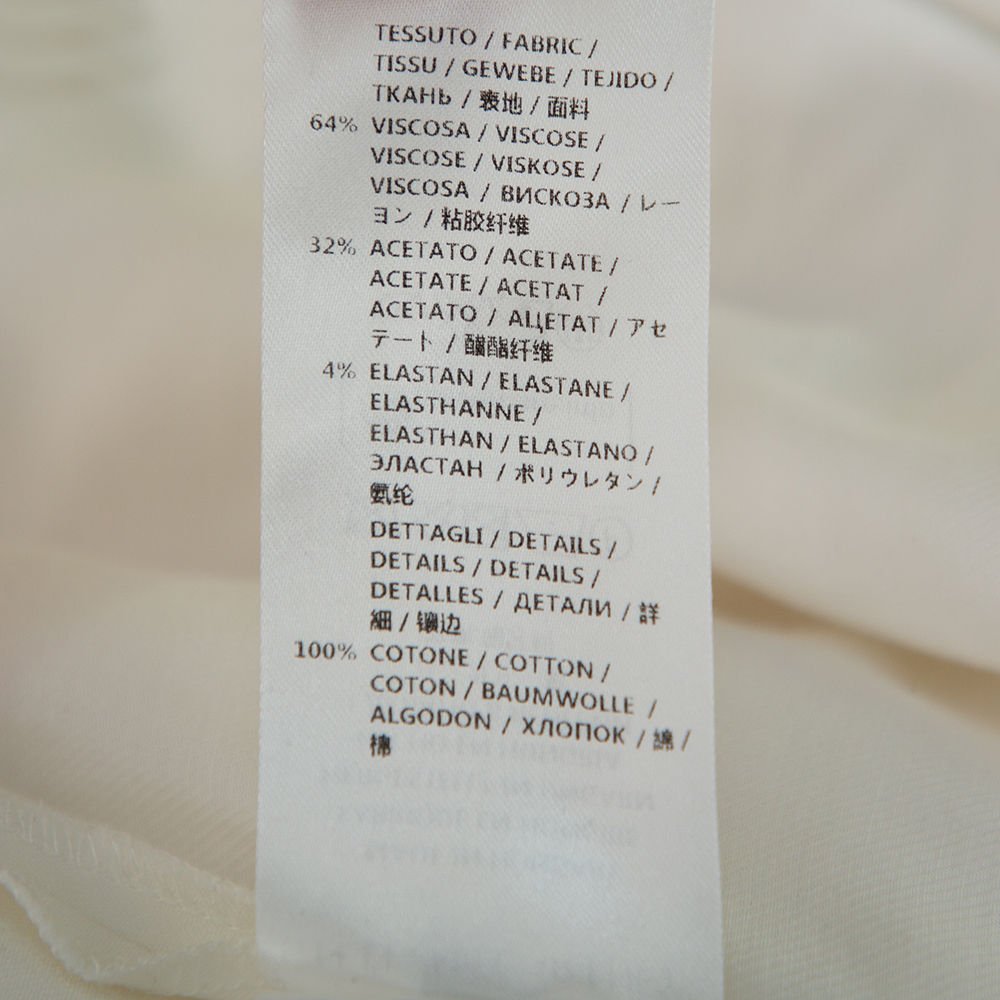 TESSUTO / FABRIC /
TISSU / GEWEBE / TEJIDO /
ТКАНЬ / 表地 / 面料
64% VISCOSA / VISCOSE /
VISCOSE / VISKOSE /
VISCOSA / ВИСКОЗА / レー
ヨン / 粘胶纤维
32% ACETATO / ACETATE /
ACETATE / ACETAT /
ACETATO / АЦЕТАТ / アセ
テート / 醋酯纤维
4% ELASTAN / ELASTANE /
ELASTHANNE /
ELASTHAN / ELASTANO /
ЭЛАСТАН / ポリウレタン /
氨纶
DETTAGLI / DETAILS /
DETAILS / DETAILS /
DETALLES / ДЕТАЛИ / 詳
細 / 镶边
100% COTONE / COTTON /
COTON / BAUMWOLLE /
ALGODON / ХЛОПОК / 綿 /
棉